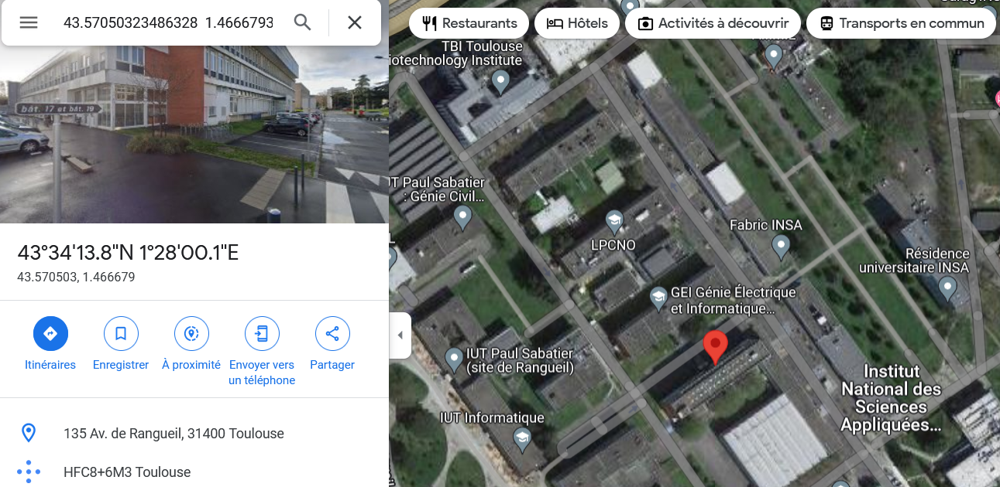 43.57050323486328 1.4666793
Restaurants
Hôtels
Activités à découvrir
Transports en commun
bât. 17 et bât. 19
43°34'13.8"N 1°28'00.1"E
43.570503, 1.466679
Itinéraires
Enregistrer
À proximité
Envoyer vers
un téléphone
Partager
135 Av. de Rangueil, 31400 Toulouse
HFC8+6M3 Toulouse
TBI Toulouse
iotechnology Institute
UT Paul Sabatier
: Génie Civil...
LPCNO
Fabric INSA
Résidence
universitaire INSA
GEI Génie Électrique
et Informatique...
IUT Paul Sabatier
(site de Rangueil)
IUT Informatique
Institut
National des
Sciences
Appliquées...